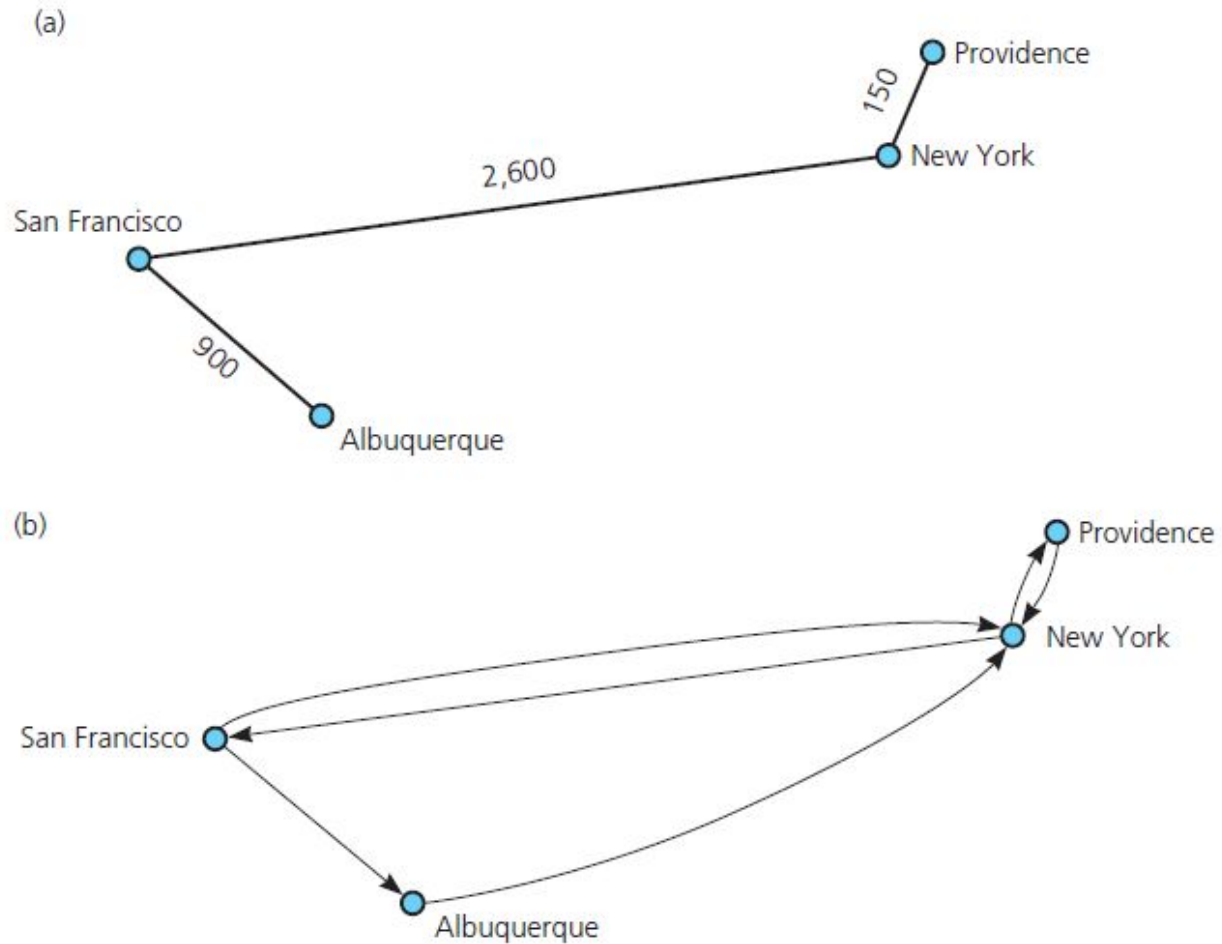 (a)
Providence
150
New York
2,600
San Francisco
900
Albuquerque
(b)
Providence
New York
San Francisco
Albuquerque